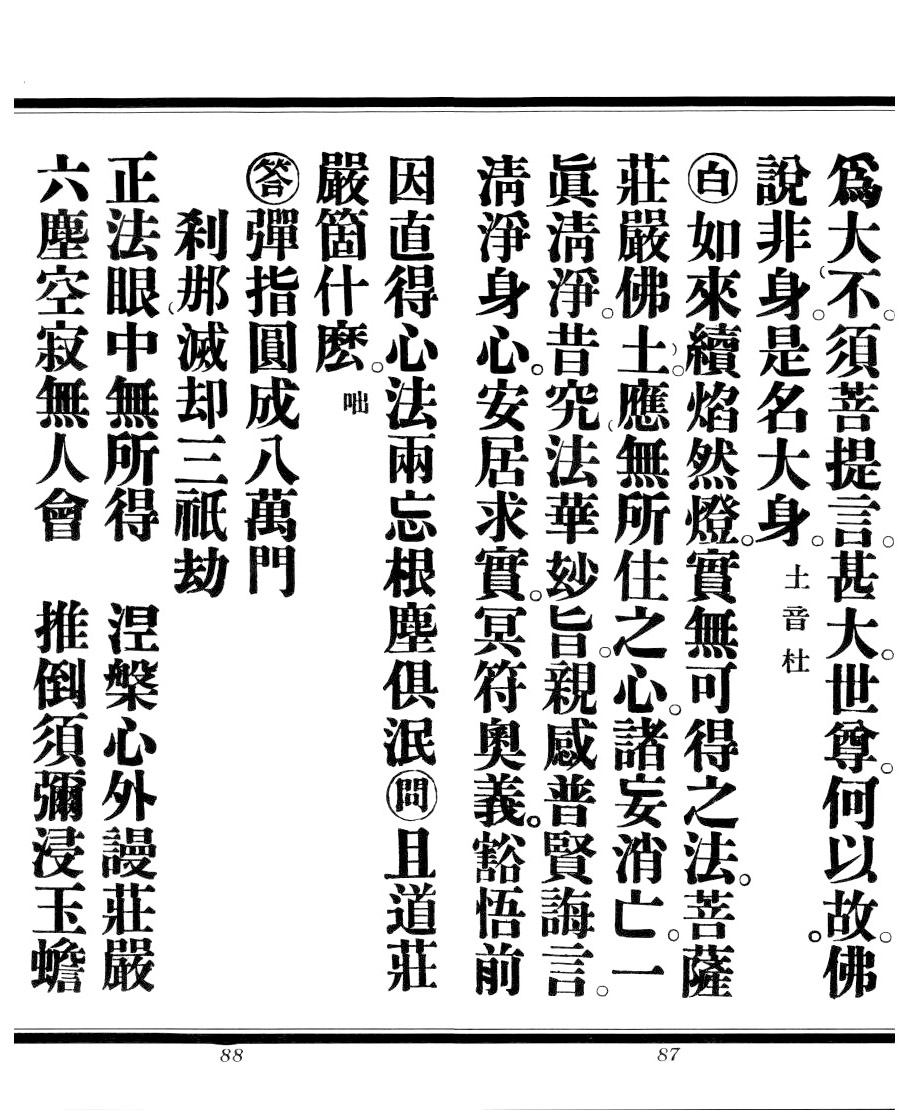 爲大不。須菩提言。甚大。世尊。何以故。佛
說非身。是名大身。土音杜
白如來續焰然燈。實無可得之法。菩薩
莊嚴佛土。應無所住之心。諸妄消亡。一
眞清淨。昔究法華妙旨。親感普賢誨言。
清淨身心。安居求實。冥符奧義。豁悟前
87
因直得心法兩忘根塵俱泯問且道莊
嚴箇什麼。咄
答彈指圓成八萬門
刹那滅却三祇劫
正法眼中無所得 涅槃心外謾莊嚴
六塵空寂無人會 推倒須彌浸玉蟾
88